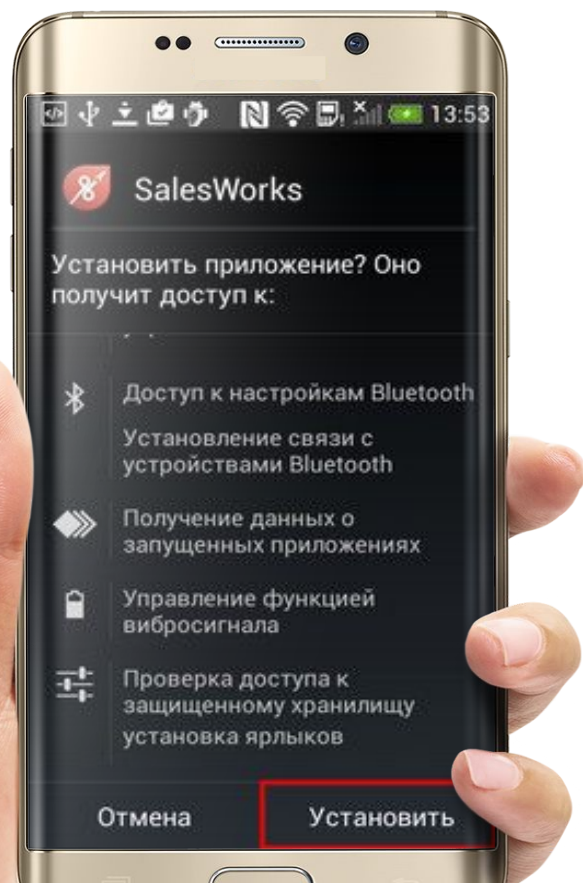 13:53
SalesWorks
Установить приложение? Оно
получит доступ к:
Доступ к настройкам Bluetooth
Установление связи с
устройствами Bluetooth
Получение данных о
запущенных приложениях
Управление функцией
вибросигнала
Проверка доступа к
защищенному хранилищу
установка ярлыков
Отмена
Установить